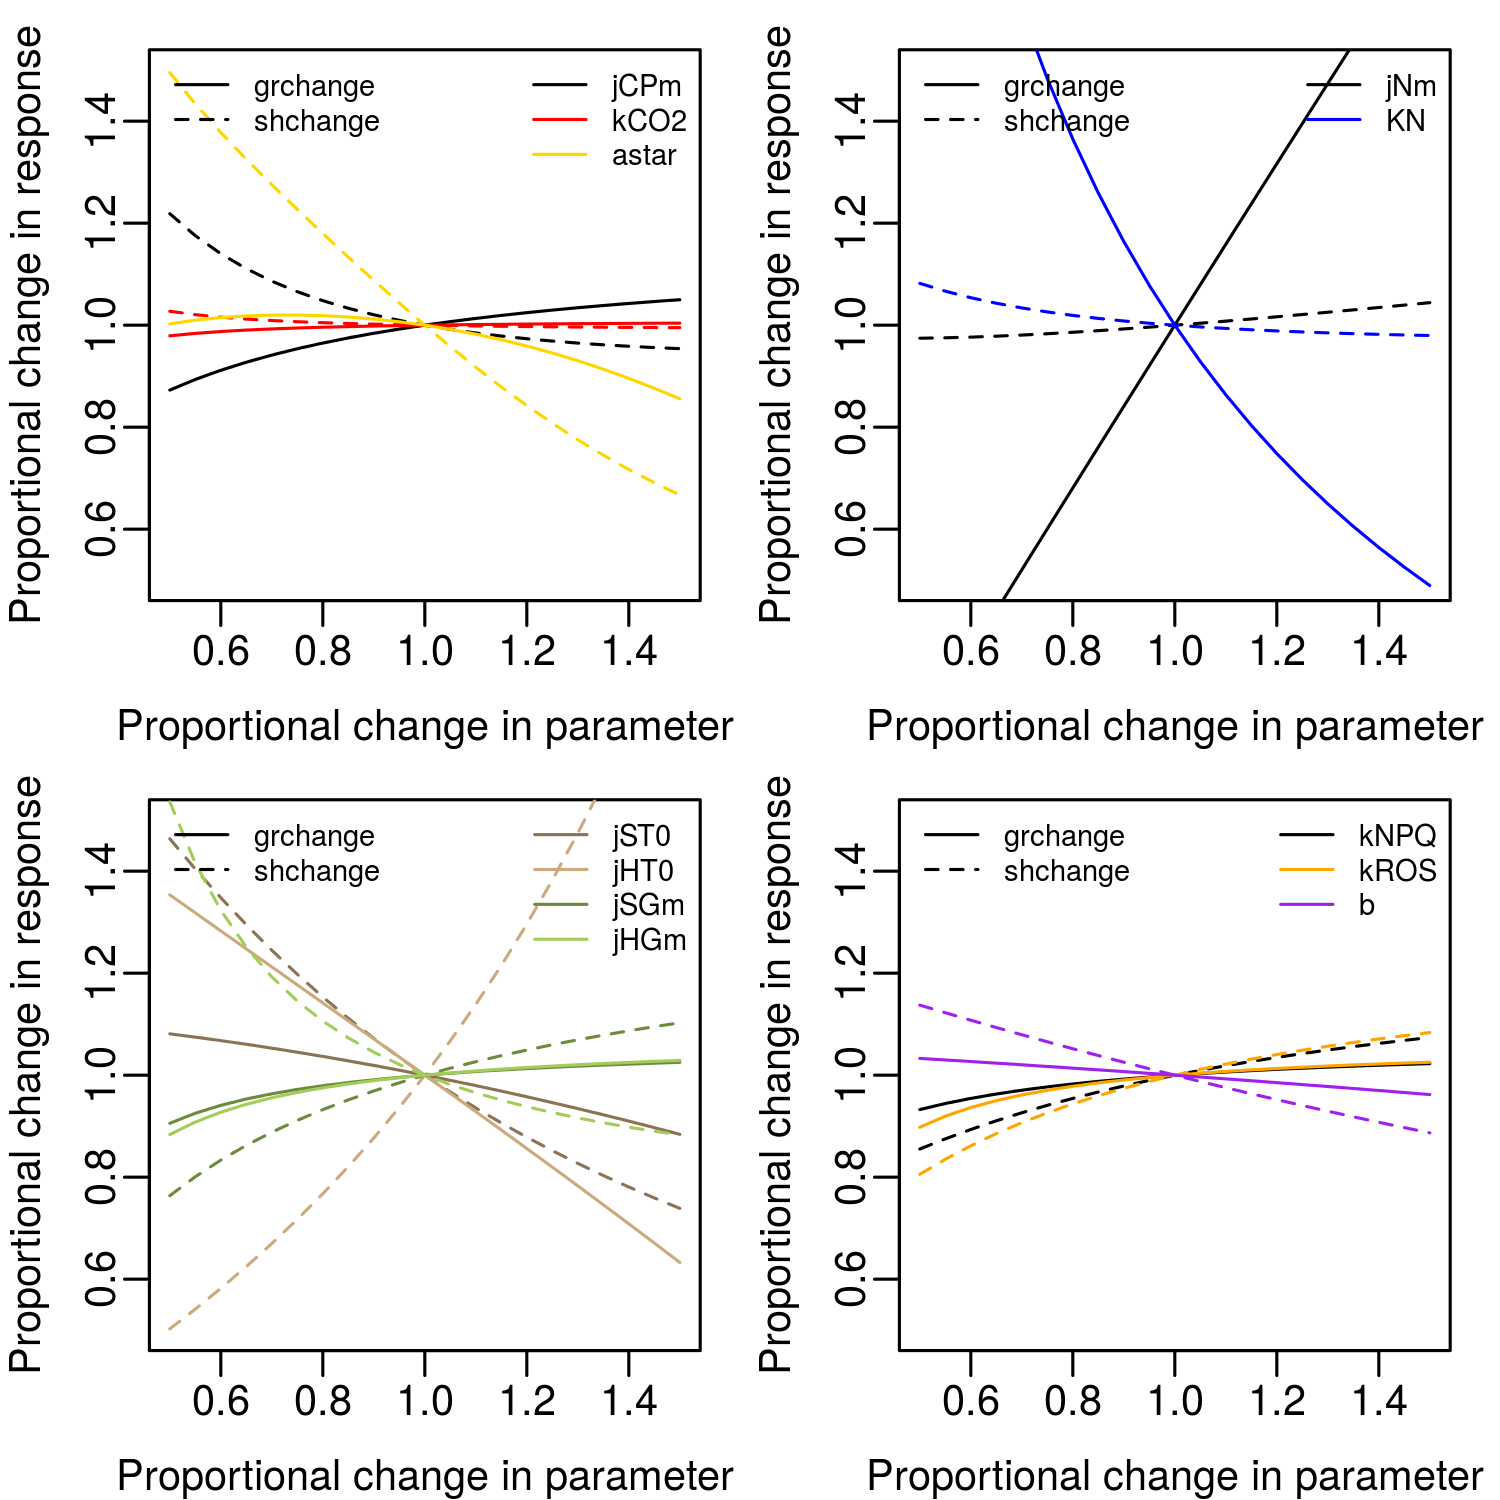 Proportional change in response
1.4
1.2
1.0
0.8
0.6
grchange
shchange
jCPm
kCO2
astar
0.6 0.8 1.0 1.2 1.4
Proportional change in parameter
Proportional change in response
1.4
1.2
1.0
0.8
0.6
grchange
shchange
jNm
KN
0.6 0.8 1.0 1.2 1.4
Proportional change in parameter
Proportional change in response
1.4
1.2
1.0
0.8
0.6
grchange
shchange
jST0
jHT0
jSGm
jHGm
0.6 0.8 1.0 1.2 1.4
Proportional change in parameter
Proportional change in response
1.4
1.2
1.0
0.8
0.6
grchange
shchange
kNPQ
kROS
b
0.6 0.8 1.0 1.2 1.4
Proportional change in parameter